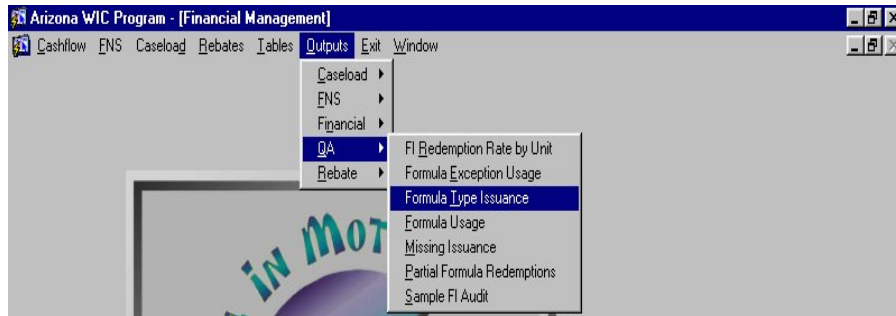 Arizona WIC Program - [Financial Management]
Cashflow FNS Caseload Rebates Tables Outputs Exit Window
Caseload
FNS
Financial
QA
Rebate
FI Redemption Rate by Unit
Formula Exception Usage
Formula Type Issuance
Formula Usage
Missing Issuance
Partial Formula Redemptions
Sample FI Audit
IN MOT